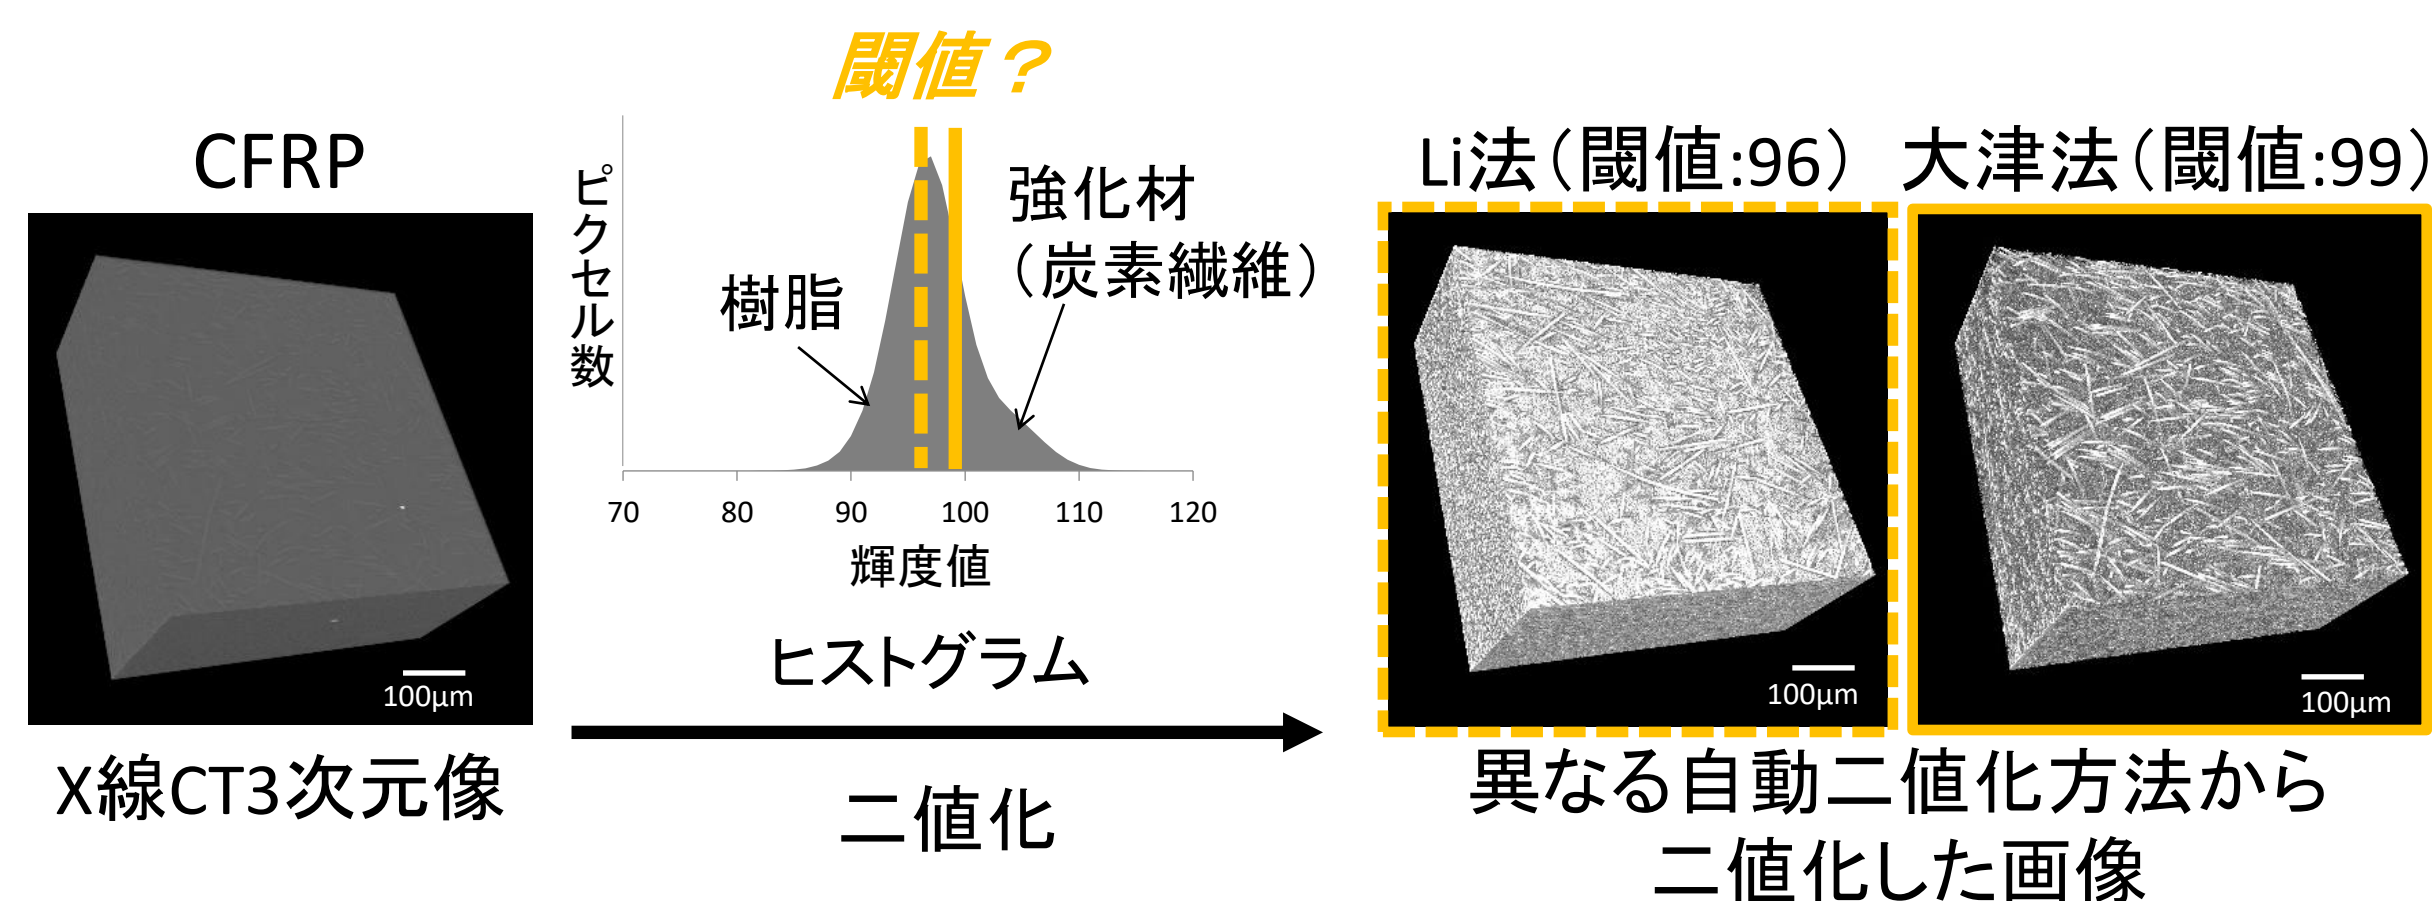 閾値？
CFRP
100μm
X線CT3次元像
ピクセル数
樹脂
強化材
（炭素繊維）
70 80 90 100 110 120
輝度値
ヒストグラム
二値化
Li法（閾値:96）
大津法（閾値:99）
100μm
100μm
異なる自動二値化方法から
二値化した画像